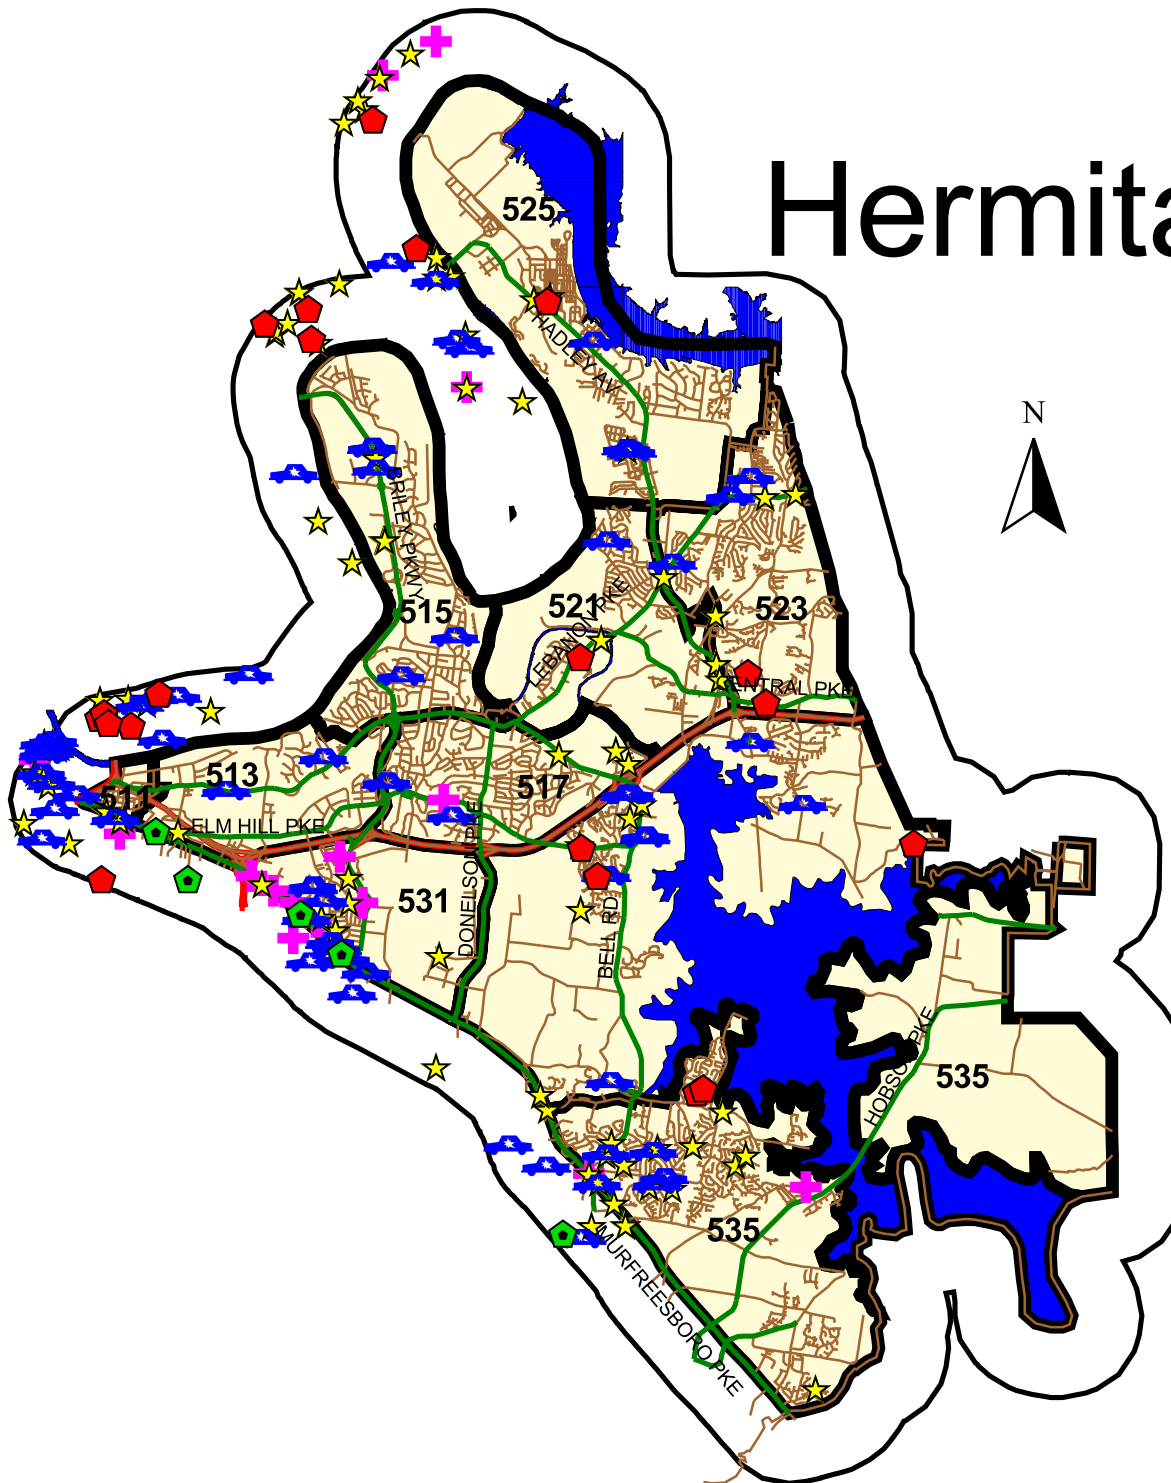 Hermita
525
HADLEY AV
N
BRILEY PKWY
515
521
523
LEBANON PKE
CENTRAL PKE
513
517
511
ELM HILL PKE
DONELSON PKE
531
BELL RD
HOBSON PKE
535
535
MURFREESBORO PKE